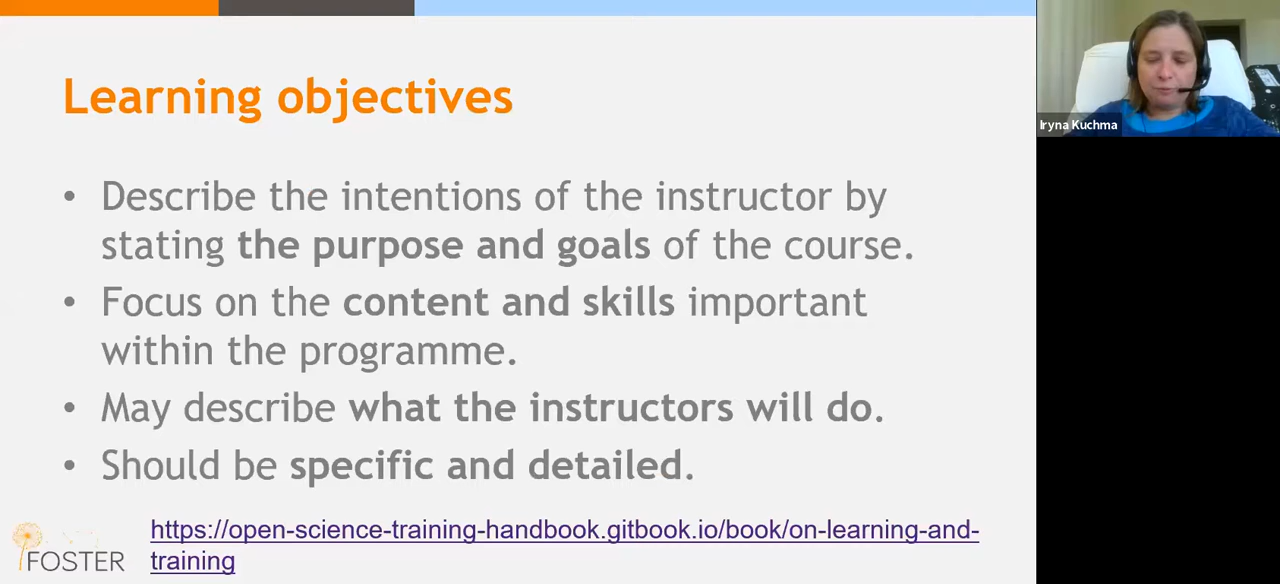 Learning objectives
• Describe the intentions of the instructor by
stating the purpose and goals of the course.
• Focus on the content and skills important
within the programme.
• May describe what the instructors will do.
• Should be specific and detailed.
https://open-science-training-handbook.gitbook.io/book/on-learning-and-
training
FOSTER
Iryna Kuchma